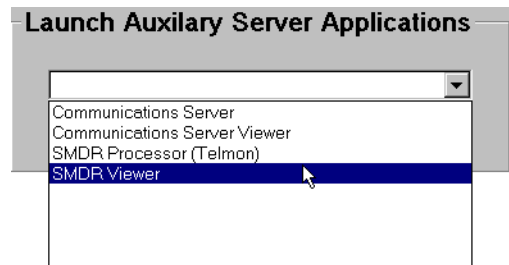 Launch Auxilary Server Applications
Communications Server
Communications Server Viewer
SMDR Processor (Telmon)
SMDR Viewer